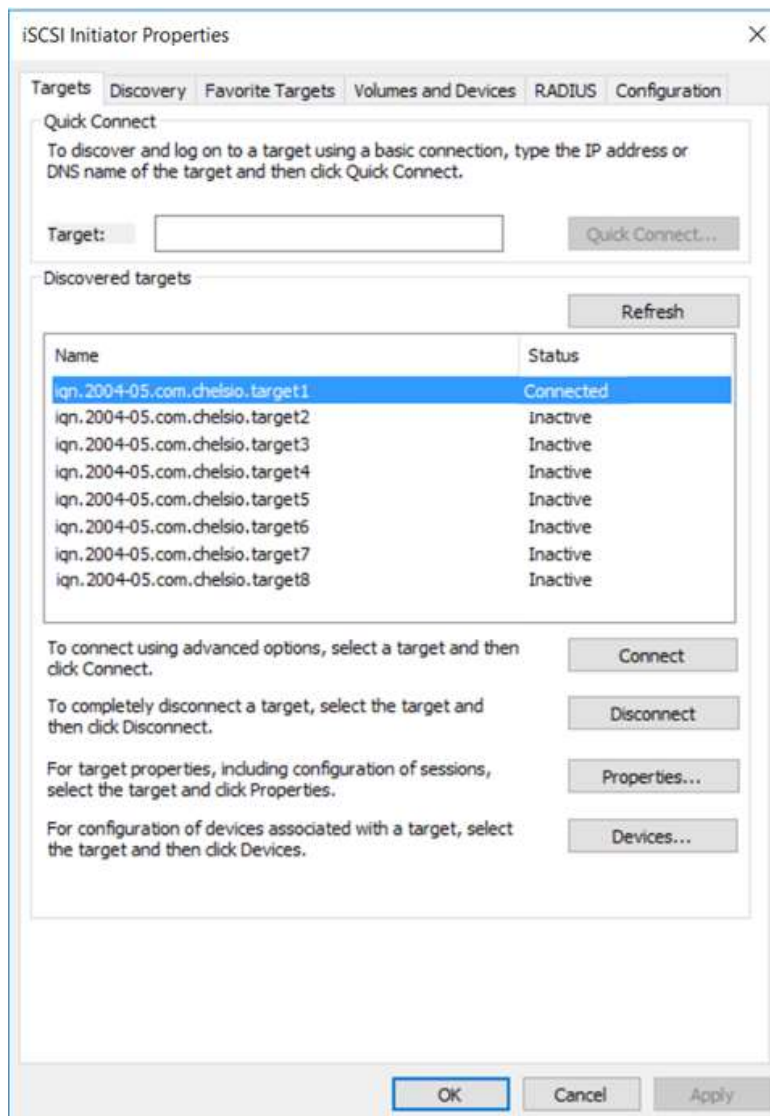 iSCSI Initiator Properties
Targets Discovery Favorite Targets Volumes and Devices RADIUS Configuration
Quick Connect
To discover and log on to a target using a basic connection, type the IP address or
DNS name of the target and then click Quick Connect.
Target: Quick Connect...
Discovered targets
Refresh
Name Status
iqn.2004-05.com.chelsio.target1 Connected
iqn.2004-05.com.chelsio.target2 Inactive
iqn.2004-05.com.chelsio.target3 Inactive
iqn.2004-05.com.chelsio.target4 Inactive
iqn.2004-05.com.chelsio.target5 Inactive
iqn.2004-05.com.chelsio.target6 Inactive
iqn.2004-05.com.chelsio.target7 Inactive
iqn.2004-05.com.chelsio.target8 Inactive
To connect using advanced options, select a target and then
click Connect.
Connect
To completely disconnect a target, select the target and
then click Disconnect.
Disconnect
For target properties, including configuration of sessions,
select the target and click Properties.
Properties...
For configuration of devices associated with a target, select
the target and then click Devices.
Devices...
OK Cancel Apply